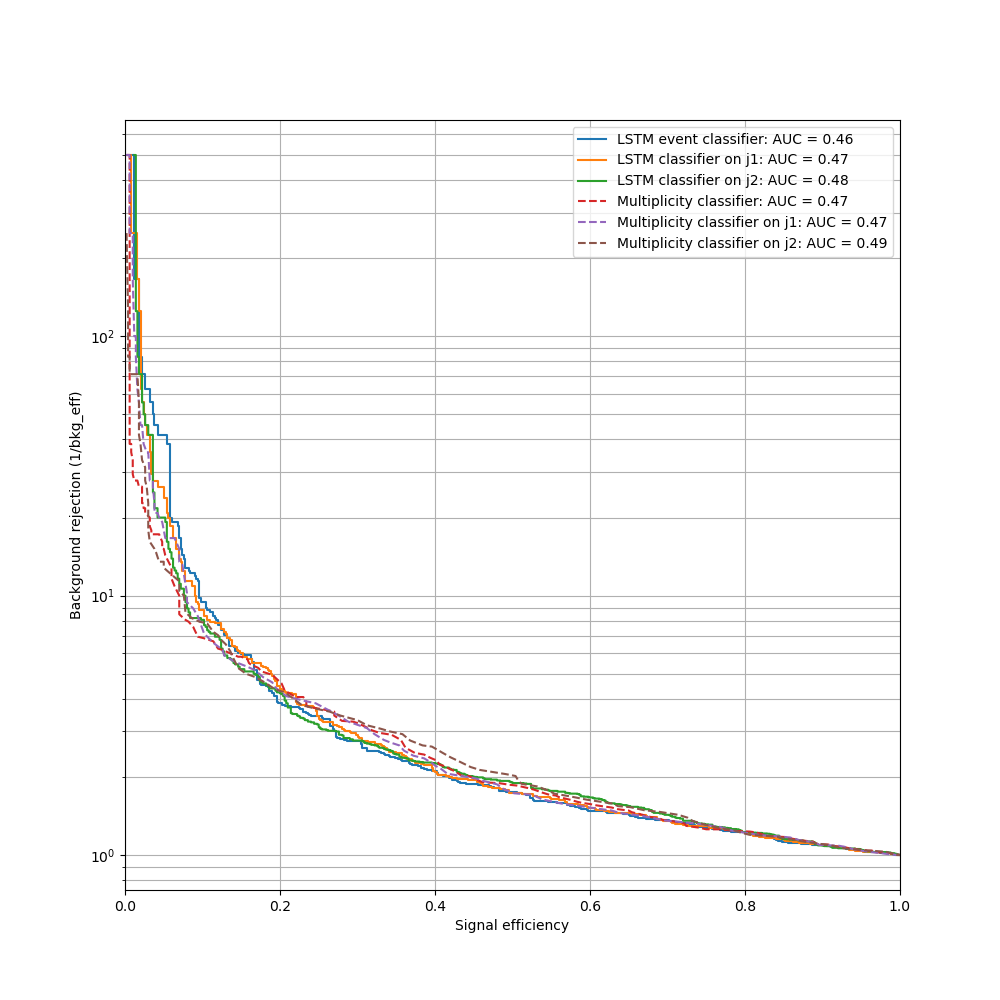 LSTM event classifier: AUC = 0.46
LSTM classifier on j1: AUC = 0.47
LSTM classifier on j2: AUC = 0.48
Multiplicity classifier: AUC = 0.47
Multiplicity classifier on j1: AUC = 0.47
Multiplicity classifier on j2: AUC = 0.49
Background rejection (1/bkg_eff)
10²
10¹
10⁰
0.0 0.2 0.4 0.6 0.8 1.0
Signal efficiency